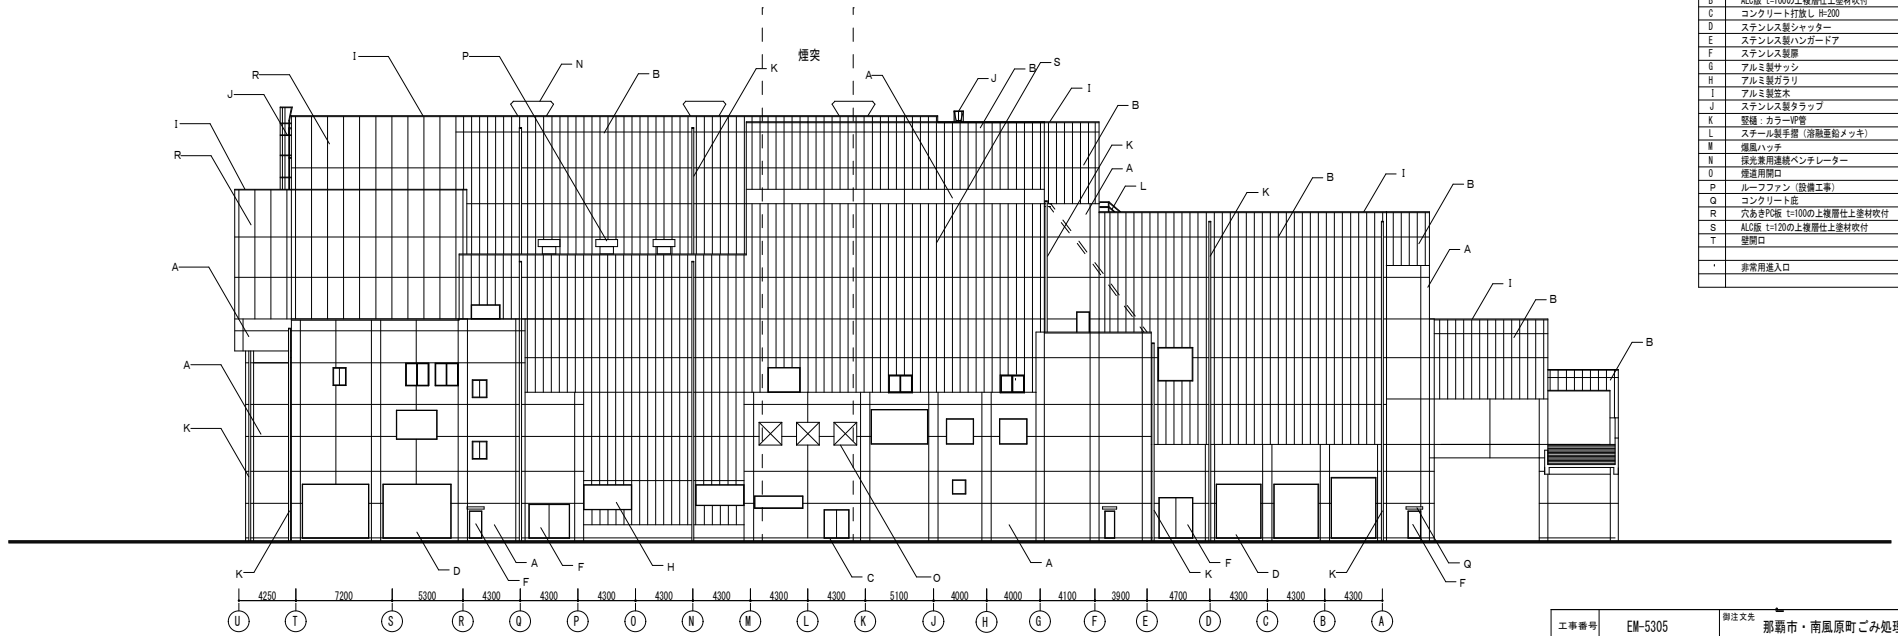 煙突
B ALC版 t=100の上複層仕上塗材吹付
C コンクリート打放し H=200
D ステンレス製シャッター
E ステンレス製ハンガードア
F ステンレス製扉
G アルミ製サッシ
H アルミ製ガラリ
I アルミ製笠木
J ステンレス製タラップ
K 竪樋：カラーVP管
L スチール製手摺（溶融亜鉛メッキ）
M 爆風ハッチ
N 採光兼用連続ベンチレーター
O 煙道用開口
P ルーフファン（設備工事）
Q コンクリート庇
R 穴あきPC板 t=100の上複層仕上塗材吹付
S ALC版 t=120の上複層仕上塗材吹付
T 壁開口
' 非常用進入口
P N B K A B J S I
R I J B
I K
R A
L
K B I B
A A
I B
B
A
K
K D F A F H C O A K F D K Q F
4250 7200 5300 4300 4300 4300 4300 4300 4300 4300 5100 4000 4000 4100 3900 4700 4300 4300 4300
U T S R Q P O N M L K J H G F E D C B A
工事番号 EM-5305 御注文先 那覇市・南風原町ごみ処理